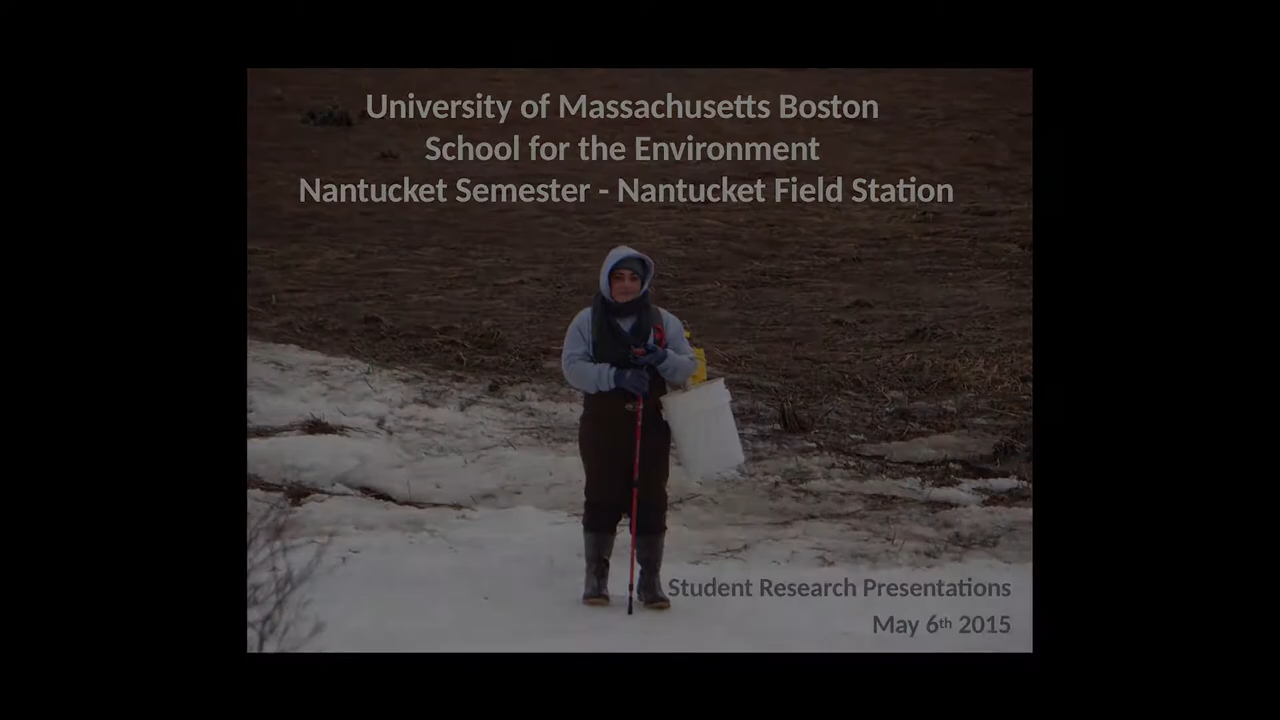 University of Massachusetts Boston
School for the Environment
Nantucket Semester - Nantucket Field Station
Student Research Presentations
May 6th 2015